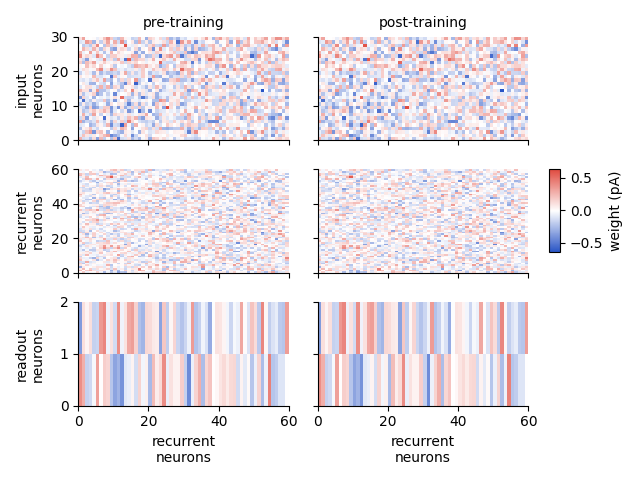 pre-training
post-training
input
neurons
30
20
10
0
recurrent
neurons
60
40
20
0
0.5
0.0
−0.5
weight (pA)
readout
neurons
2
1
0
0
20
40
60
0
20
40
60
recurrent
neurons
recurrent
neurons